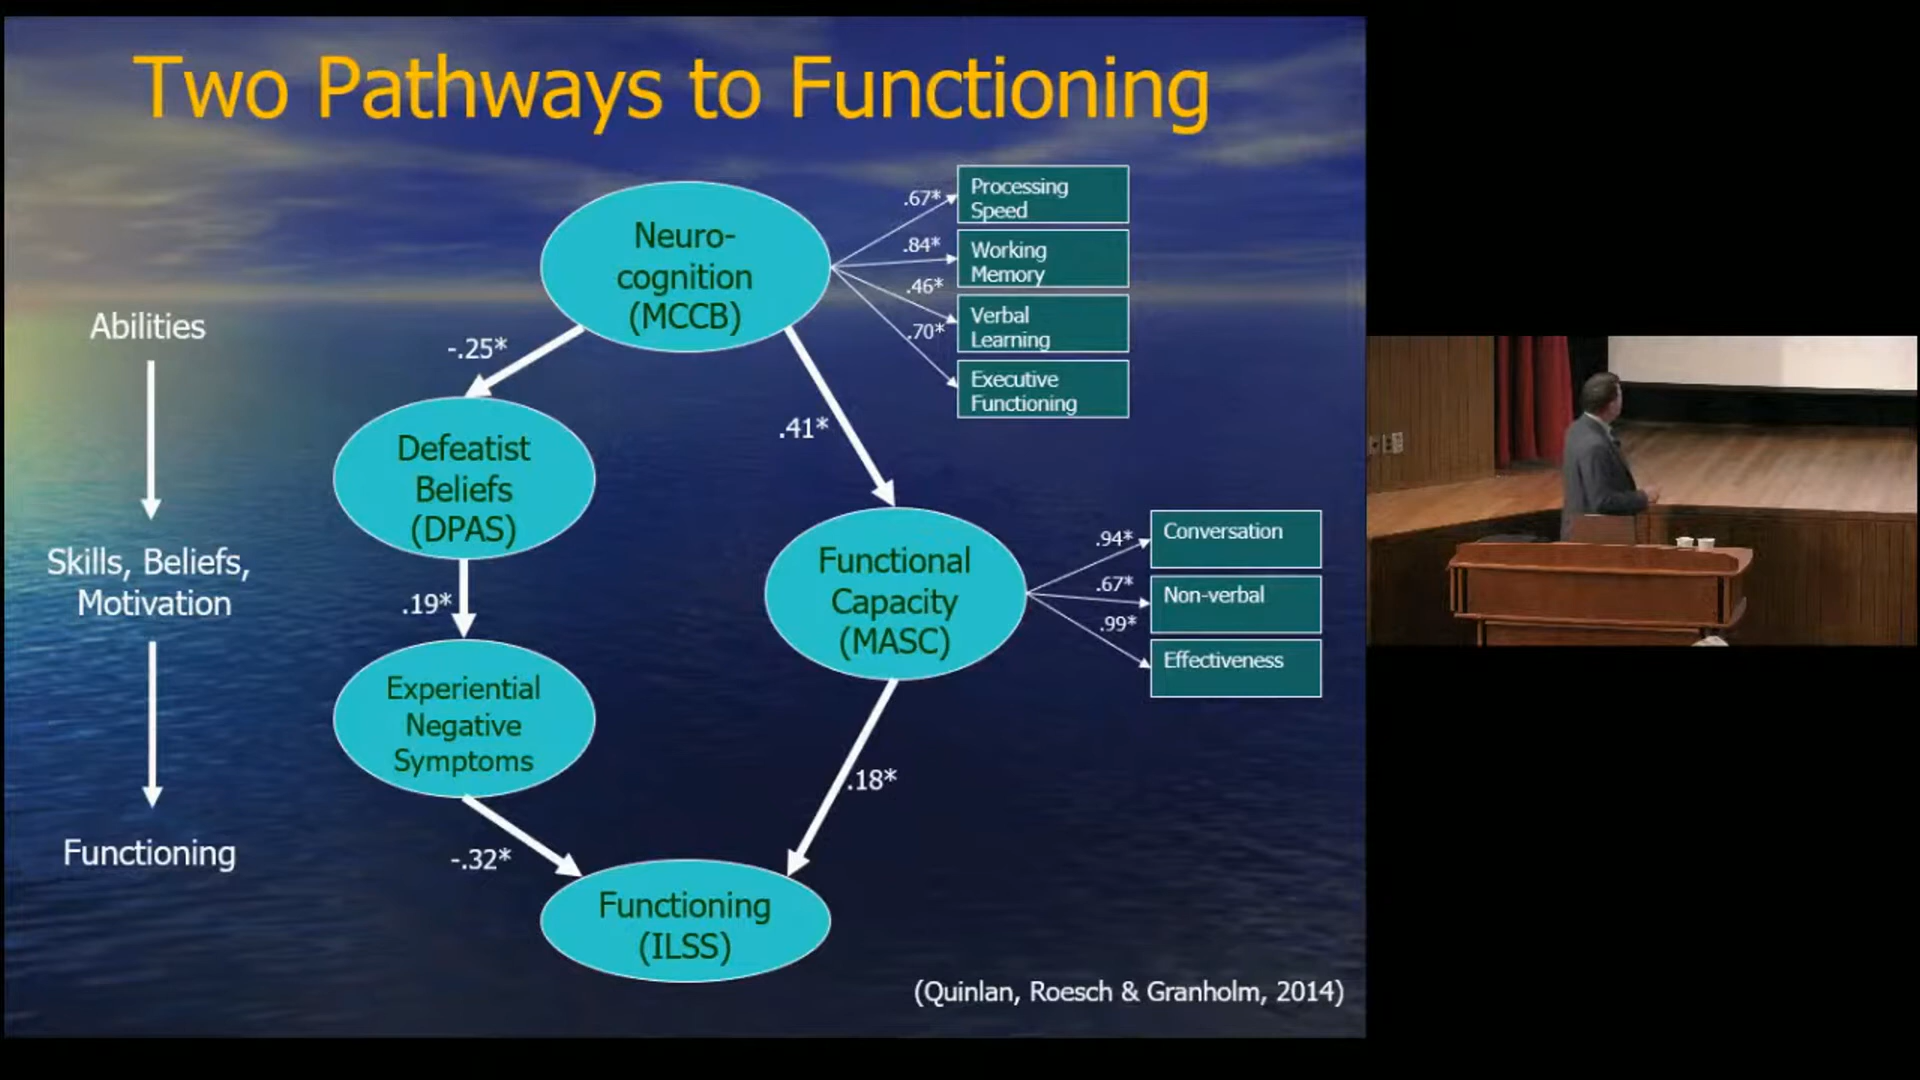 Two Pathways to Functioning
Neuro-
cognition
(MCCB)
.67*
.84*
.46*
.70*
Processing
Speed
Working
Memory
Verbal
Learning
Executive
Functioning
Abilities
Skills, Beliefs,
Motivation
Functioning
-.25*
.41*
Defeatist
Beliefs
(DPAS)
.19*
Experiential
Negative
Symptoms
Functional
Capacity
(MASC)
.94*
.67*
.99*
Conversation
Non-verbal
Effectiveness
-.32*
.18*
Functioning
(ILSS)
(Quinlan, Roesch & Granholm, 2014)